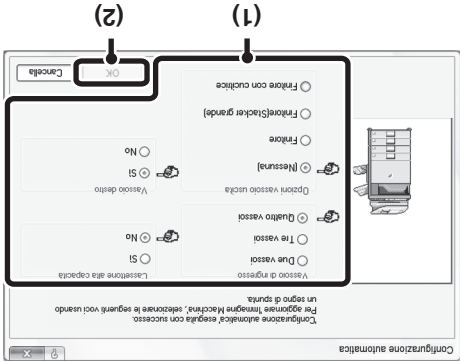 Configurazione automatica
'Configurazione automatica', eseguita con successo.
Per aggiornare 'Immagine Macchina', selezionare le seguenti voci usando
un segno di spunta.
Vassoio di ingresso
Due vassoi
Tre vassoi
Quattro vassoi
Cassettone alta capacita
Sì
No
Opzioni vassoio uscita
(Nessuna)
Finitore
Finitore(Stacker grande)
Finitore con cucitrice
Vassoio destro
Sì
No
OK
Cancella
(1)
(2)